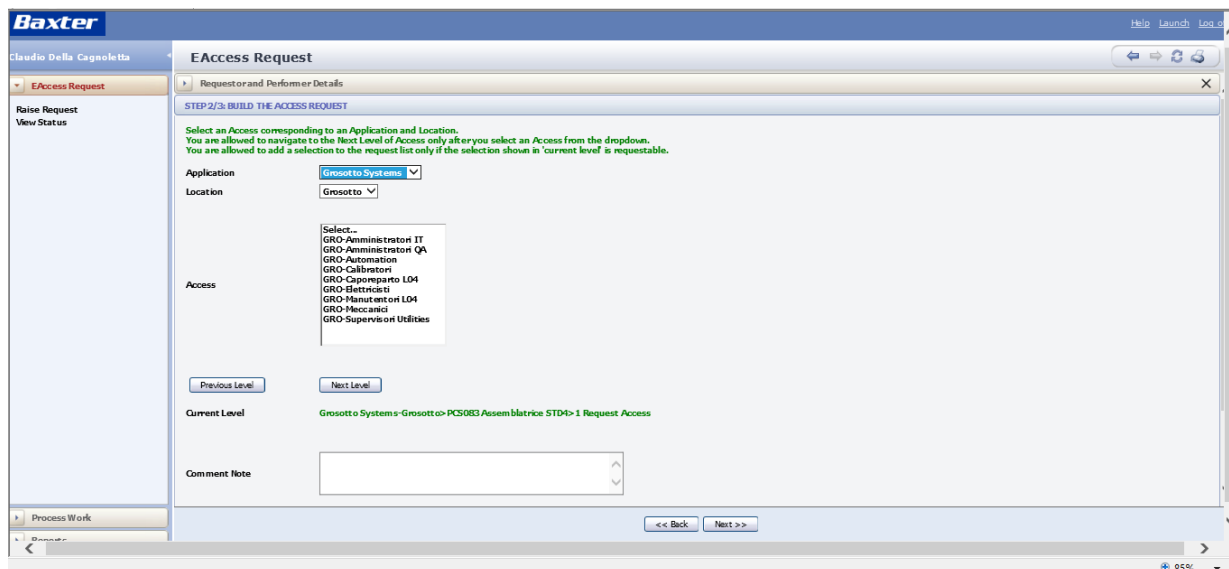 Baxter
Help Launch Log of
Claudio Della Cagnoletta
EAccess Request
EAccess Request
Requestor and Performer Details
Raise Request
View Status
STEP 2/3: BUILD THE ACCESS REQUEST
Select an Access corresponding to an Application and Location.
You are allowed to navigate to the Next Level of Access only after you select an Access from the dropdown.
You are allowed to add a selection to the request list only if the selection shown in 'current level' is requestable.
Application Grosotto Systems
Location Grosotto
Access
Select...
GRO-Amministratori IT
GRO-Amministratori QA
GRO-Automation
GRO-Calibratori
GRO-Caporeparto L04
GRO-Elettricisti
GRO-Manutentori L04
GRO-Meccanici
GRO-Supervisori Utilities
Previous Level Next Level
Current Level Grosotto Systems-Grosotto>PCS083 Assemblatrice STD4>1 Request Access
Comment Note
Process Work
Reports
<< Back Next >>
85%